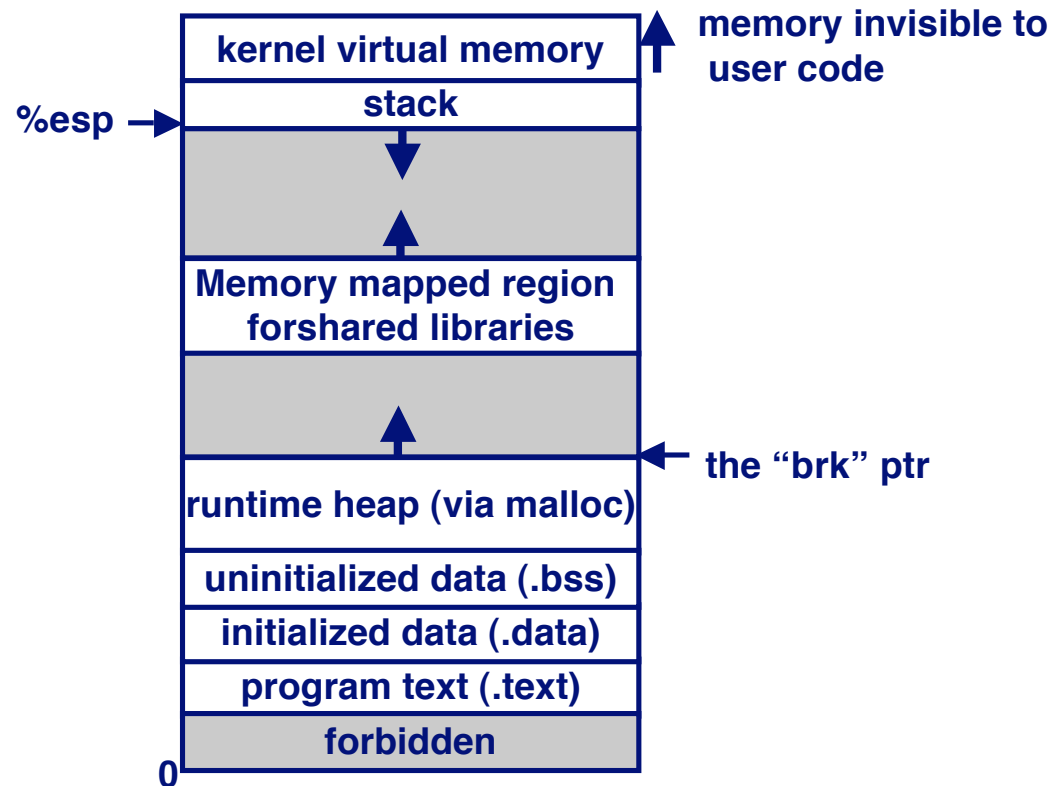 kernel virtual memory
memory invisible to
user code
stack
%esp
Memory mapped region
forshared libraries
the “brk” ptr
runtime heap (via malloc)
uninitialized data (.bss)
initialized data (.data)
program text (.text)
forbidden
0